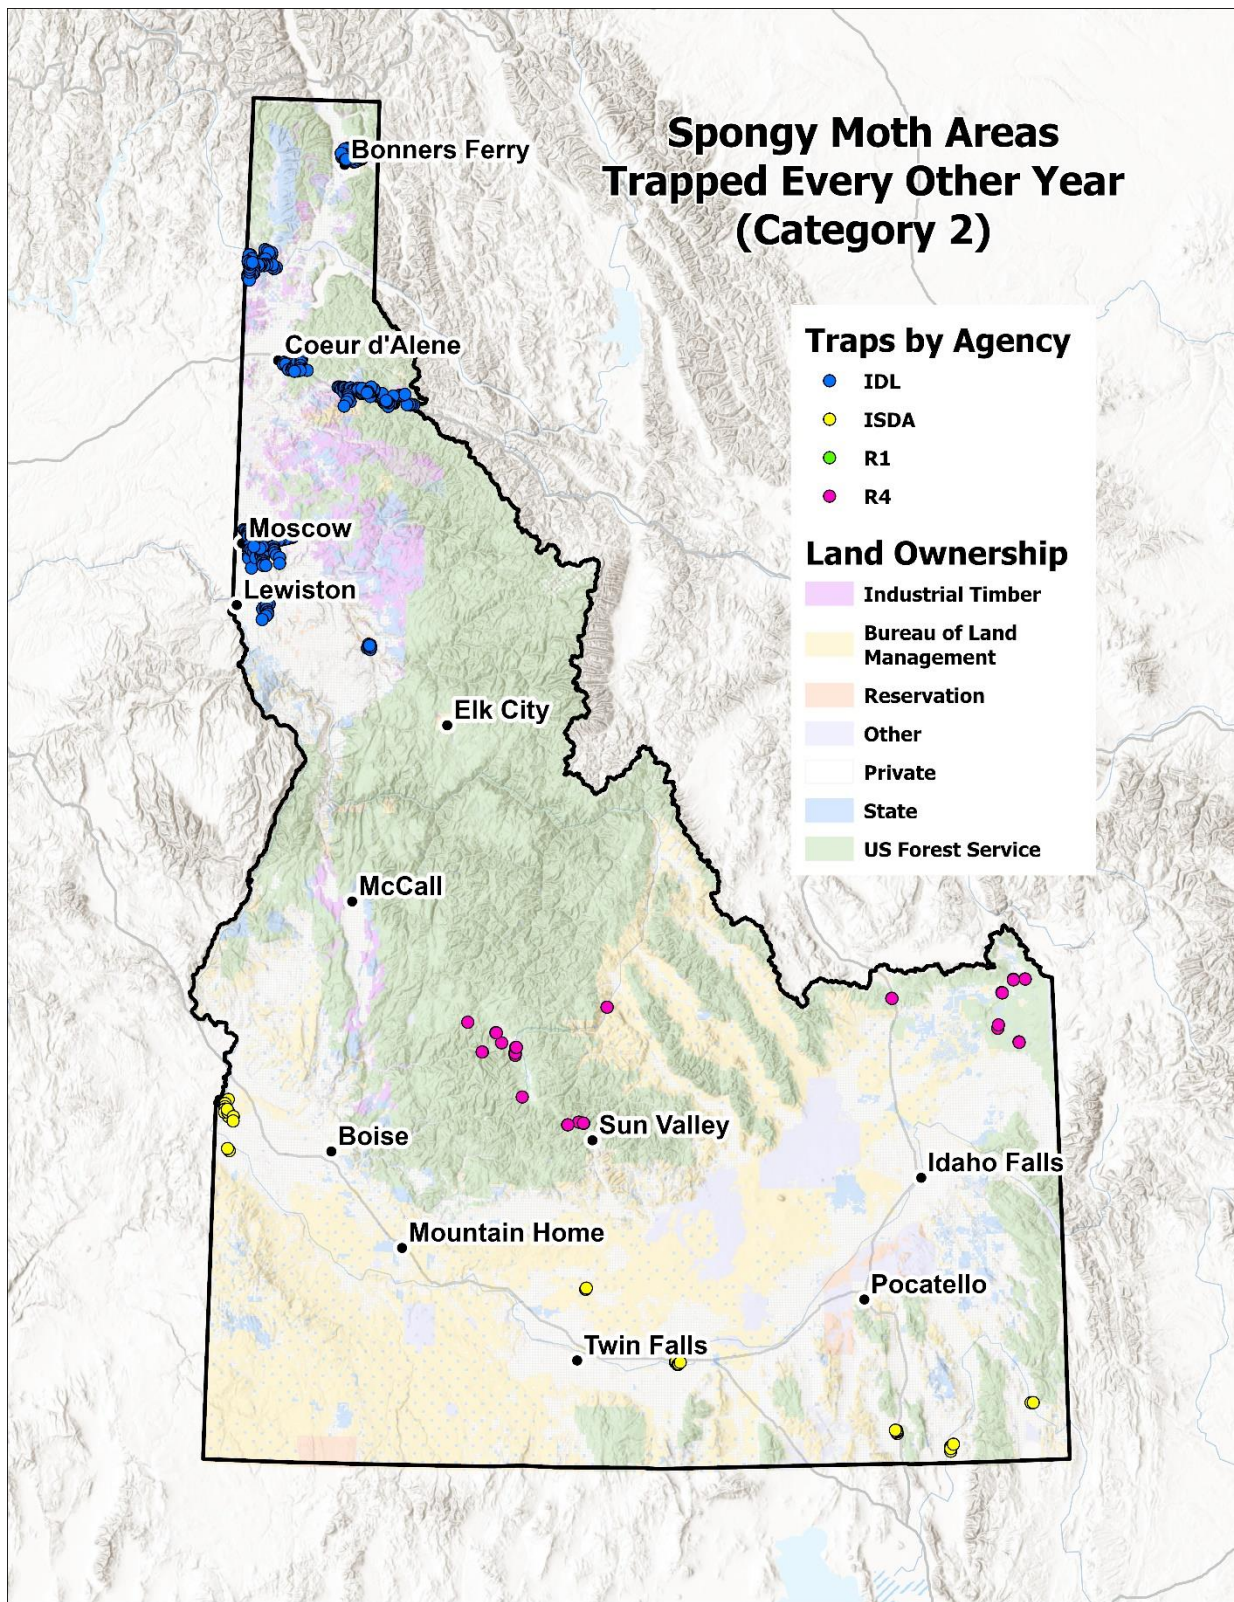 Spongy Moth Areas
Trapped Every Other Year
(Category 2)
Bonners Ferry
Coeur d'Alene
Moscow
Lewiston
Elk City
McCall
Sun Valley
Boise
Idaho Falls
Mountain Home
Pocatello
Twin Falls
Traps by Agency
IDL
ISDA
R1
R4
Land Ownership
Industrial Timber
Bureau of Land
Management
Reservation
Other
Private
State
US Forest Service